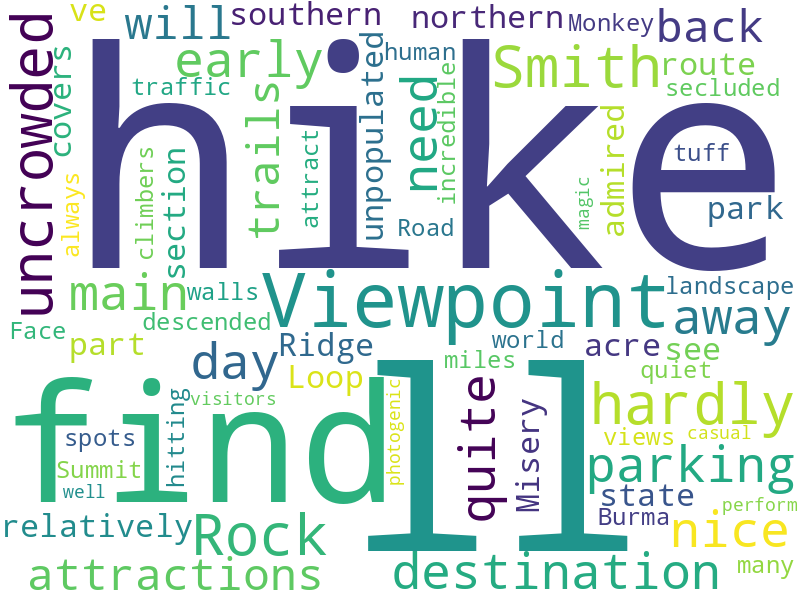 ve
will
southern
northern
Monkey
back
uncrowded
covers
early
traffic
hike
human
Smith
route
secluded
trails
attract
unpopulated
need
incredible
admired
magic
tuff
park
always
climbers
section
Road
main
walls
Viewpoint
landscape
away
Face
descended
part
day
Ridge
Loop
world
miles
acre
see
quiet
find
ll
hitting
visitors
photogenic
quite
Misery
hardly
views
casual
spots
Summit
well
parking
state
Burma
perform
relatively
Rock
nice
attractions
destination
many